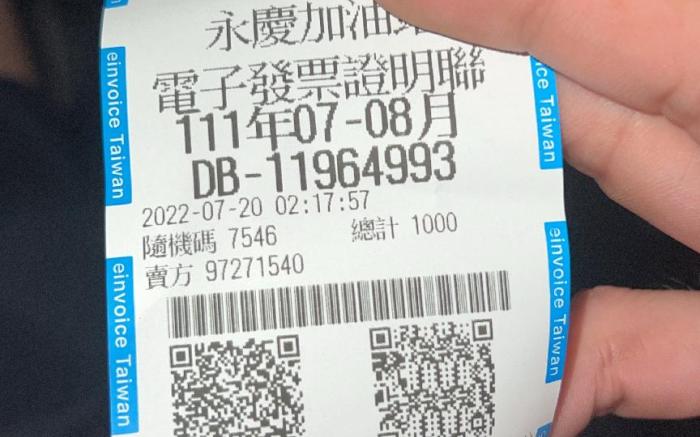 永慶加油站
電子發票證明聯
111年07-08月
DB-11964993
2022-07-20 02:17:57
隨機碼 7546 總計 1000
賣方 97271540
einvoice Taiwan
einvoice Taiwan
ice Taiwan
einvoice Taiwan